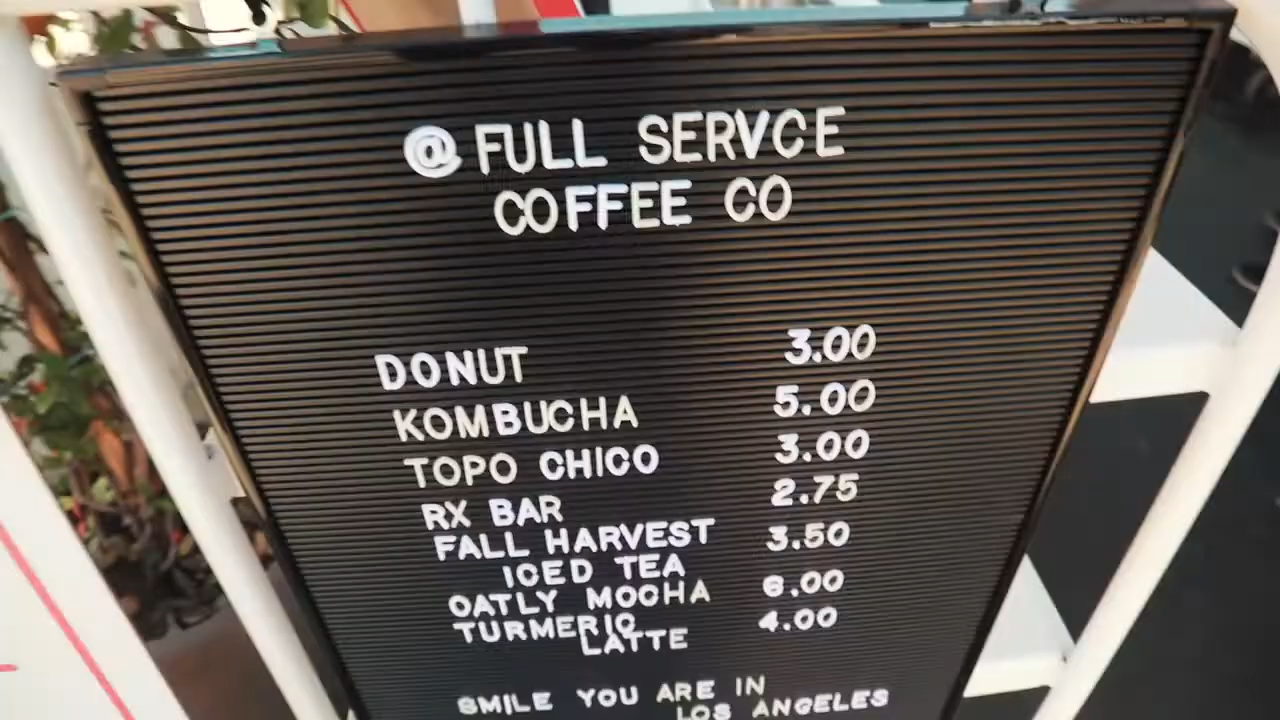 @ FULL SERVCE
COFFEE CO
DONUT 3.00
KOMBUCHA 5.00
TOPO CHICO 3.00
RX BAR 2.75
FALL HARVEST 3.50
ICED TEA
OATLY MOCHA 6.00
TURMERIC 4.00
LATTE
SMILE YOU ARE IN
LOS ANGELES